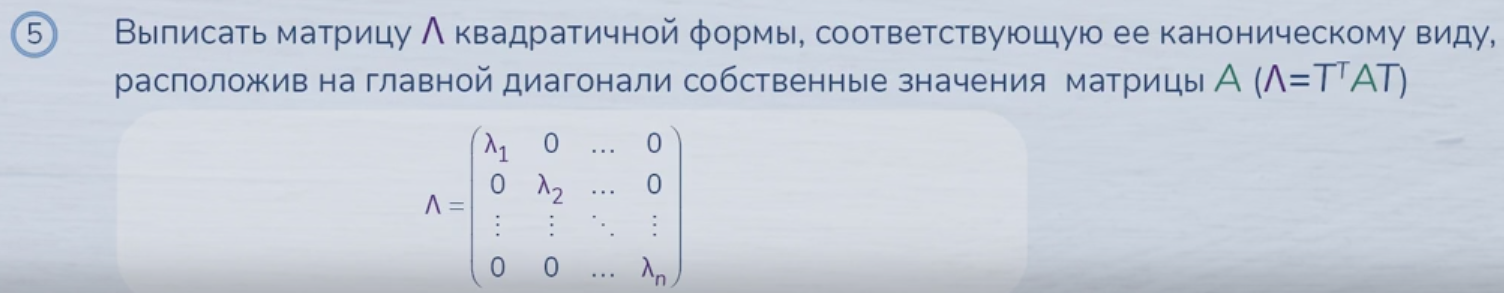 5 Выписать матрицу Λ квадратичной формы, соответствующую ее каноническому виду,
расположив на главной диагонали собственные значения матрицы A (Λ=TᵀAT)
λ₁ 0 ... 0
0 λ₂ ... 0
Λ =
⋮ ⋮ ⋱ ⋮
0 0 ... λₙ